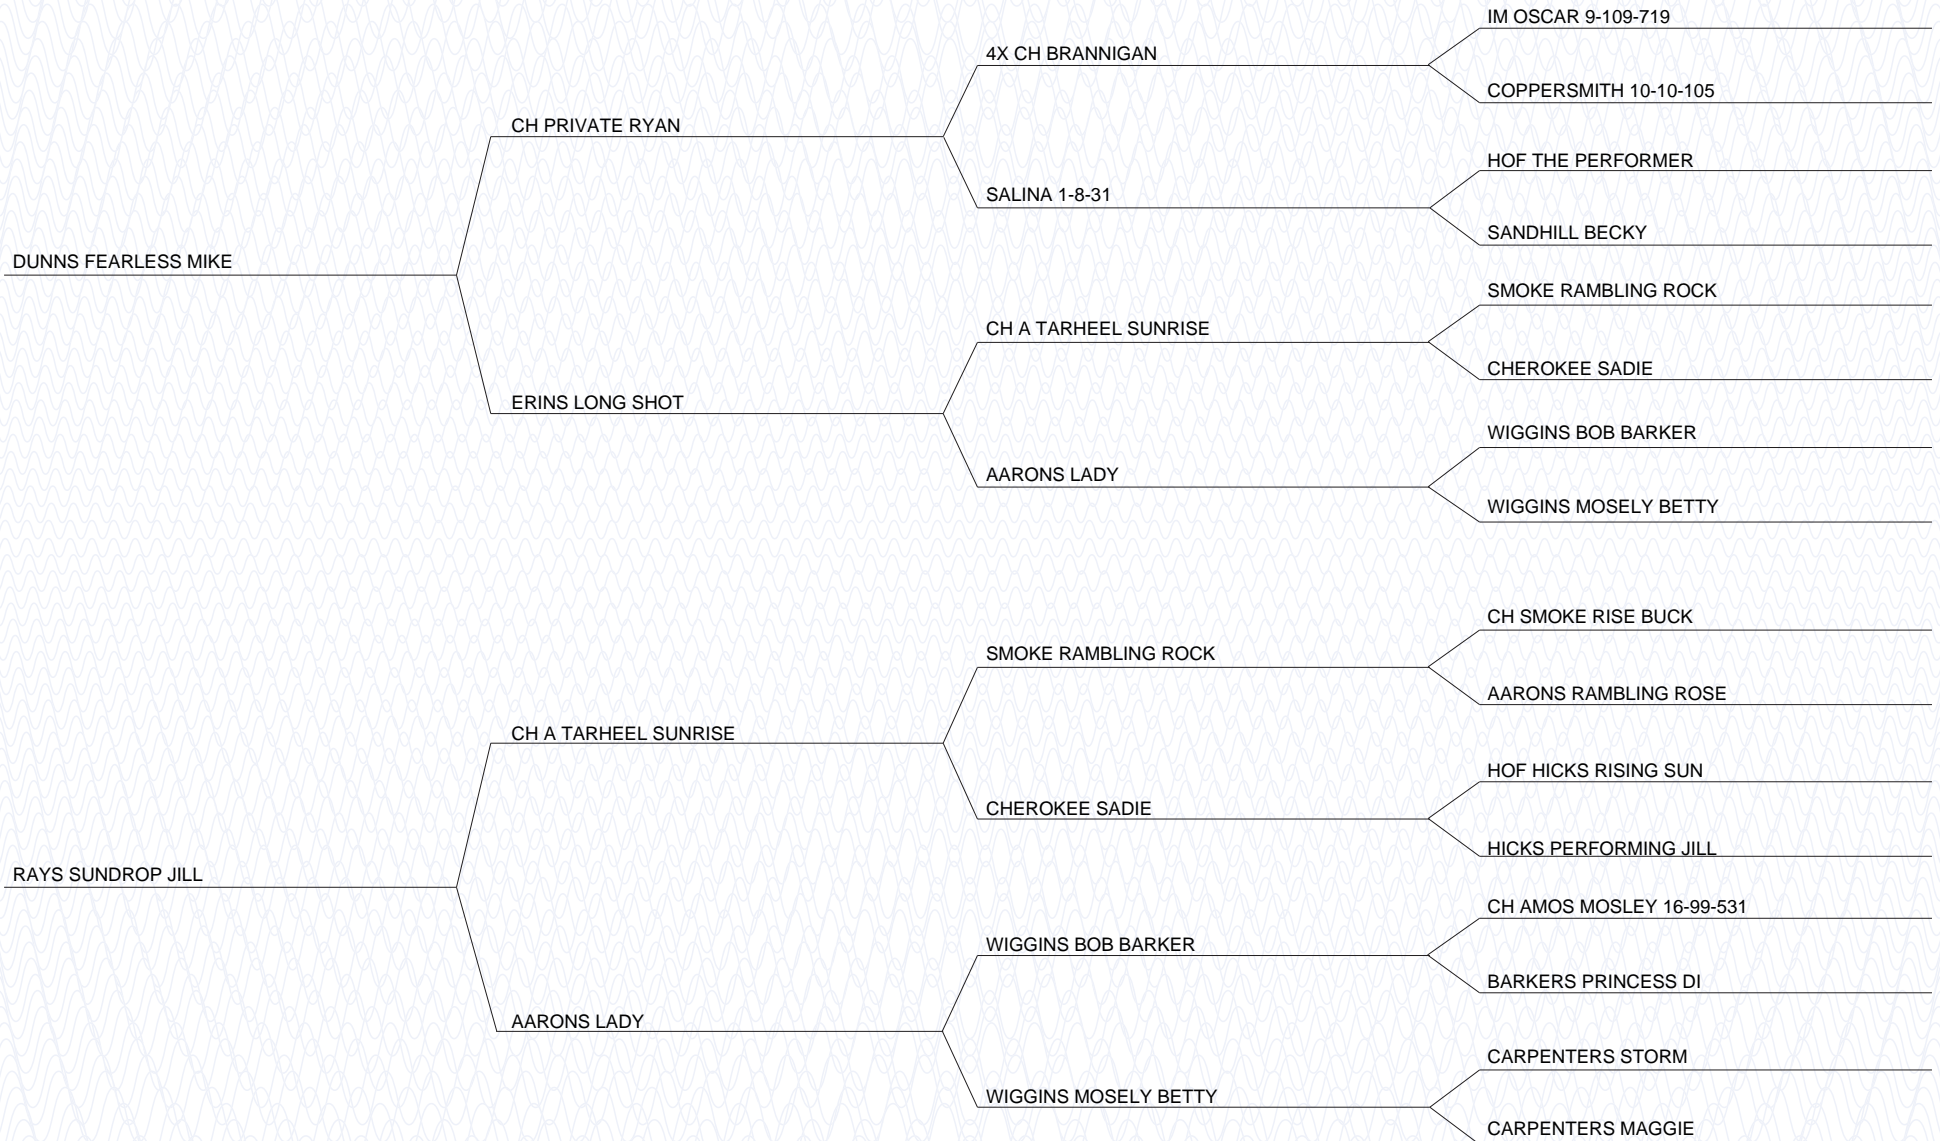 IM OSCAR 9-109-719
4X CH BRANNIGAN
COPPERSMITH 10-10-105
CH PRIVATE RYAN
HOF THE PERFORMER
SALINA 1-8-31
SANDHILL BECKY
DUNNS FEARLESS MIKE
SMOKE RAMBLING ROCK
CH A TARHEEL SUNRISE
CHEROKEE SADIE
ERINS LONG SHOT
WIGGINS BOB BARKER
AARONS LADY
WIGGINS MOSELY BETTY
CH SMOKE RISE BUCK
SMOKE RAMBLING ROCK
AARONS RAMBLING ROSE
CH A TARHEEL SUNRISE
HOF HICKS RISING SUN
CHEROKEE SADIE
HICKS PERFORMING JILL
RAYS SUNDROP JILL
CH AMOS MOSLEY 16-99-531
WIGGINS BOB BARKER
BARKERS PRINCESS DI
AARONS LADY
CARPENTERS STORM
WIGGINS MOSELY BETTY
CARPENTERS MAGGIE